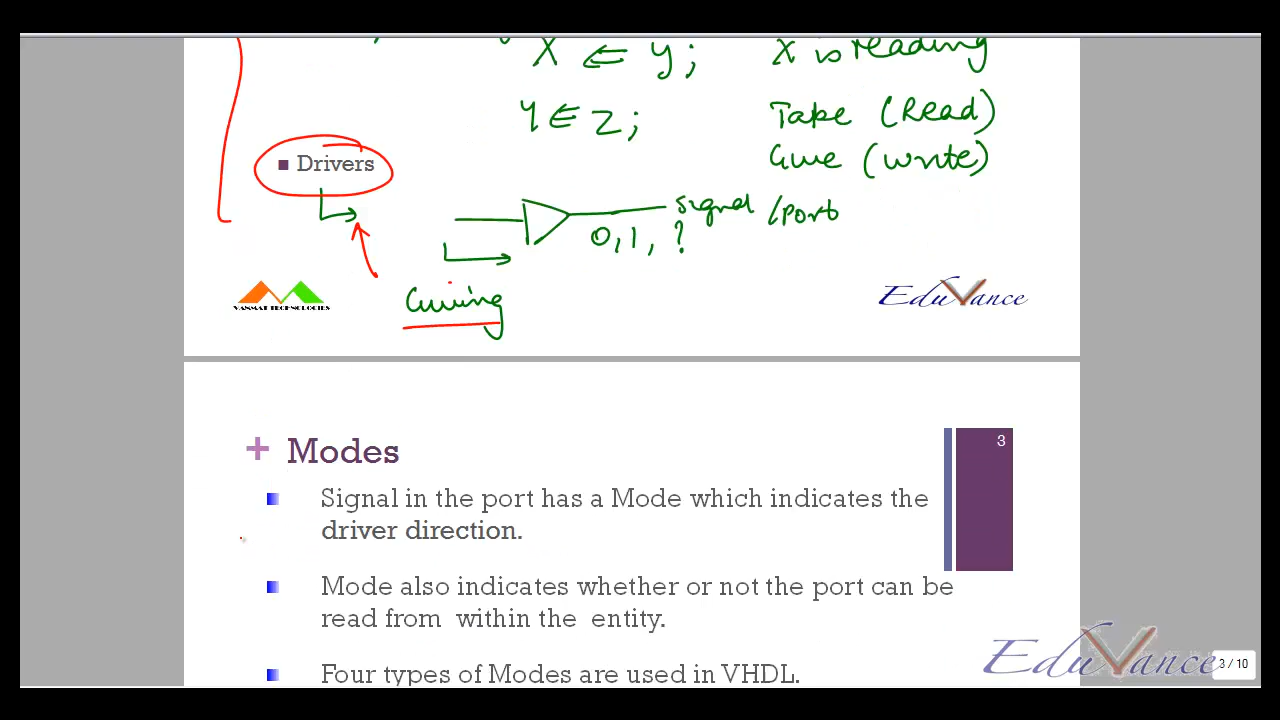 X ⇐ Y; X is reading
Y ⇐ Z; Take (Read)
Give (write)
Drivers
signal /port
0, 1, ?
VANMAT TECHNOLOGIES
EduVance
+ Modes
3
Signal in the port has a Mode which indicates the
driver direction.
Mode also indicates whether or not the port can be
read from within the entity.
Four types of Modes are used in VHDL.
EduVance
3 / 10